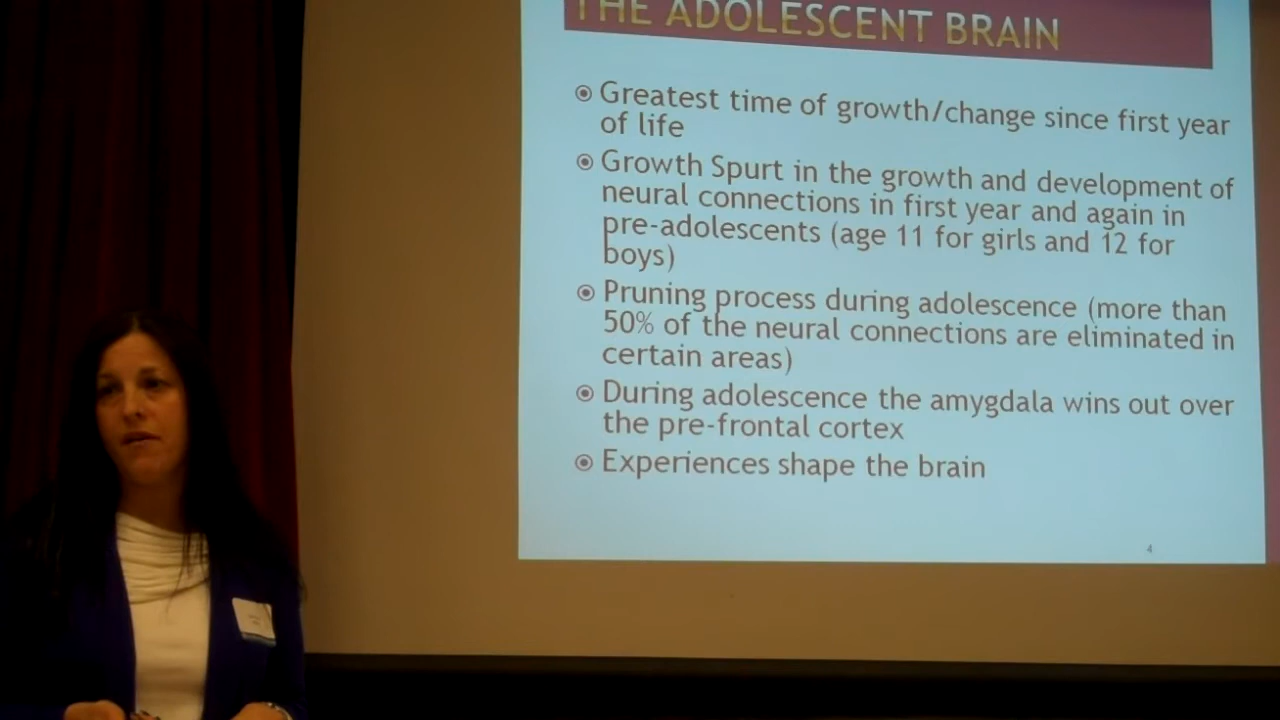 THE ADOLESCENT BRAIN
Greatest time of growth/change since first year
of life
Growth Spurt in the growth and development of
neural connections in first year and again in
pre-adolescents (age 11 for girls and 12 for
boys)
Pruning process during adolescence (more than
50% of the neural connections are eliminated in
certain areas)
During adolescence the amygdala wins out over
the pre-frontal cortex
Experiences shape the brain
4